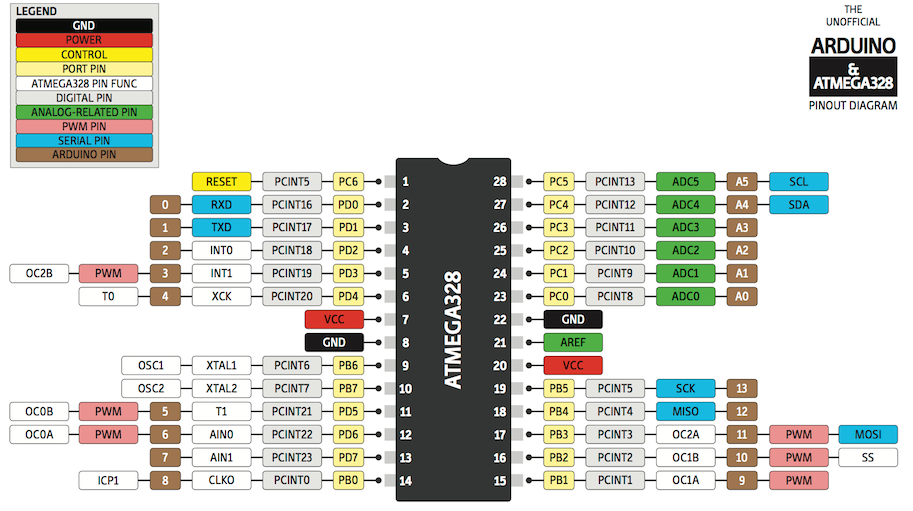 LEGEND
GND
POWER
CONTROL
PORT PIN
ATMEGA328 PIN FUNC
DIGITAL PIN
ANALOG-RELATED PIN
PWM PIN
SERIAL PIN
ARDUINO PIN
THE
UNOFFICIAL
ARDUINO
&
ATMEGA328
PINOUT DIAGRAM
RESET PCINT5 PC6 1 28 PC5 PCINT13 ADC5 A5 SCL
0 RXD PCINT16 PD0 2 27 PC4 PCINT12 ADC4 A4 SDA
1 TXD PCINT17 PD1 3 26 PC3 PCINT11 ADC3 A3
2 INT0 PCINT18 PD2 4 25 PC2 PCINT10 ADC2 A2
OC2B PWM 3 INT1 PCINT19 PD3 5 24 PC1 PCINT9 ADC1 A1
T0 4 XCK PCINT20 PD4 6 23 PC0 PCINT8 ADC0 A0
VCC 7 22 GND
GND 8 21 AREF
OSC1 XTAL1 PCINT6 PB6 9 20 VCC
OSC2 XTAL2 PCINT7 PB7 10 19 PB5 PCINT5 SCK 13
OC0B PWM 5 T1 PCINT21 PD5 11 18 PB4 PCINT4 MISO 12
OC0A PWM 6 AIN0 PCINT22 PD6 12 17 PB3 PCINT3 OC2A 11 PWM MOSI
7 AIN1 PCINT23 PD7 13 16 PB2 PCINT2 OC1B 10 PWM SS
ICP1 8 CLKO PCINT0 PB0 14 15 PB1 PCINT1 OC1A 9 PWM
ATMEGA328